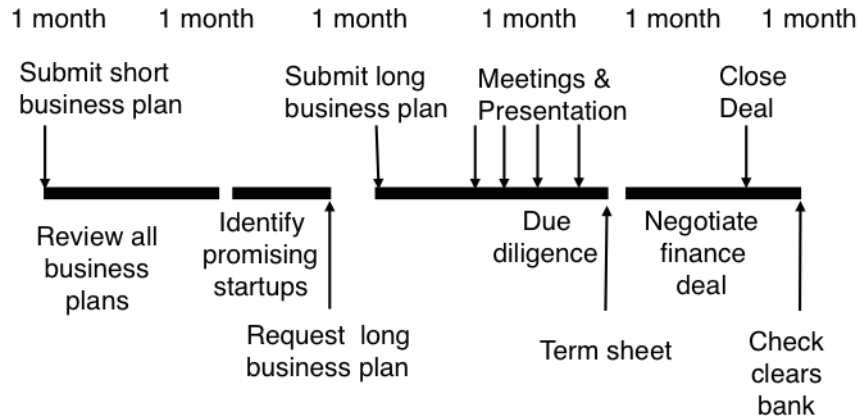 1 month 1 month 1 month 1 month 1 month 1 month
Submit short
business plan
Submit long
business plan
Meetings &
Presentation
Close
Deal
Review all
business
plans
Identify
promising
startups
Due
diligence
Negotiate
finance
deal
Request long
business plan
Term sheet
Check
clears
bank